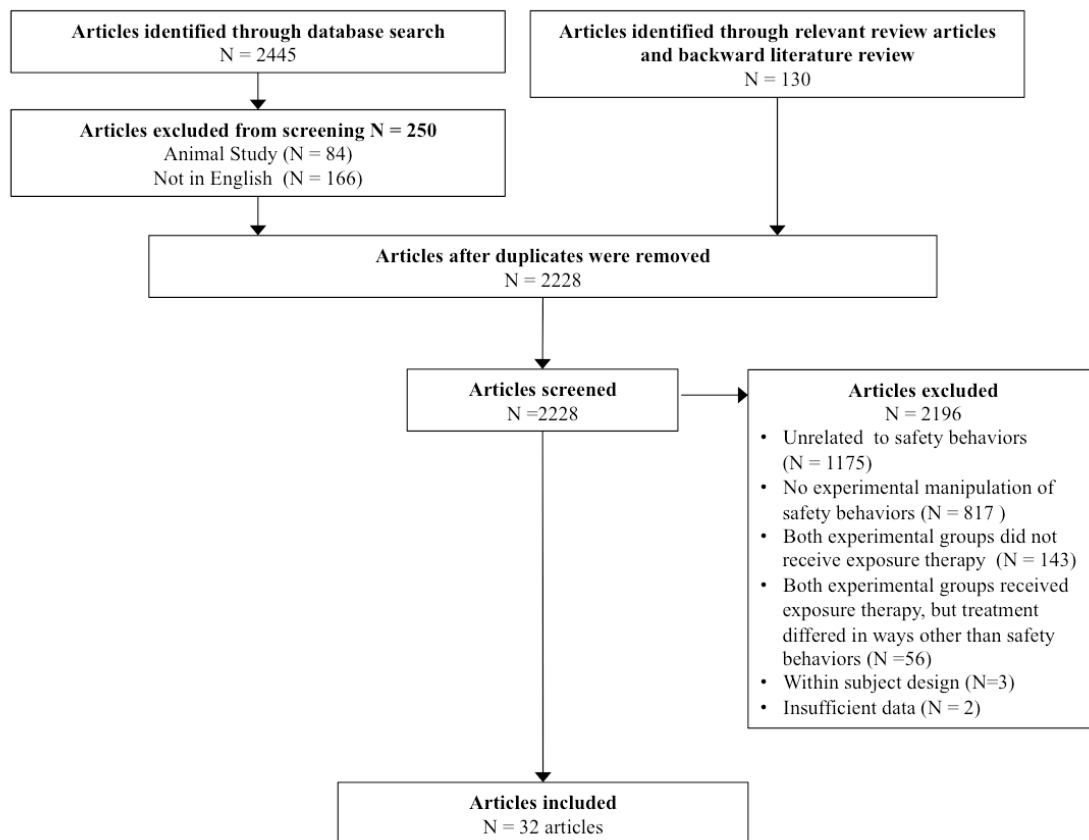 Articles identified through database search
N = 2445
Articles identified through relevant review articles
and backward literature review
N = 130
Articles excluded from screening N = 250
Animal Study (N = 84)
Not in English (N = 166)
Articles after duplicates were removed
N = 2228
Articles screened
N =2228
Articles excluded
N = 2196
• Unrelated to safety behaviors
(N = 1175)
• No experimental manipulation of
safety behaviors (N = 817 )
• Both experimental groups did not
receive exposure therapy (N = 143)
• Both experimental groups received
exposure therapy, but treatment
differed in ways other than safety
behaviors (N =56)
• Within subject design (N=3)
• Insufficient data (N = 2)
Articles included
N = 32 articles